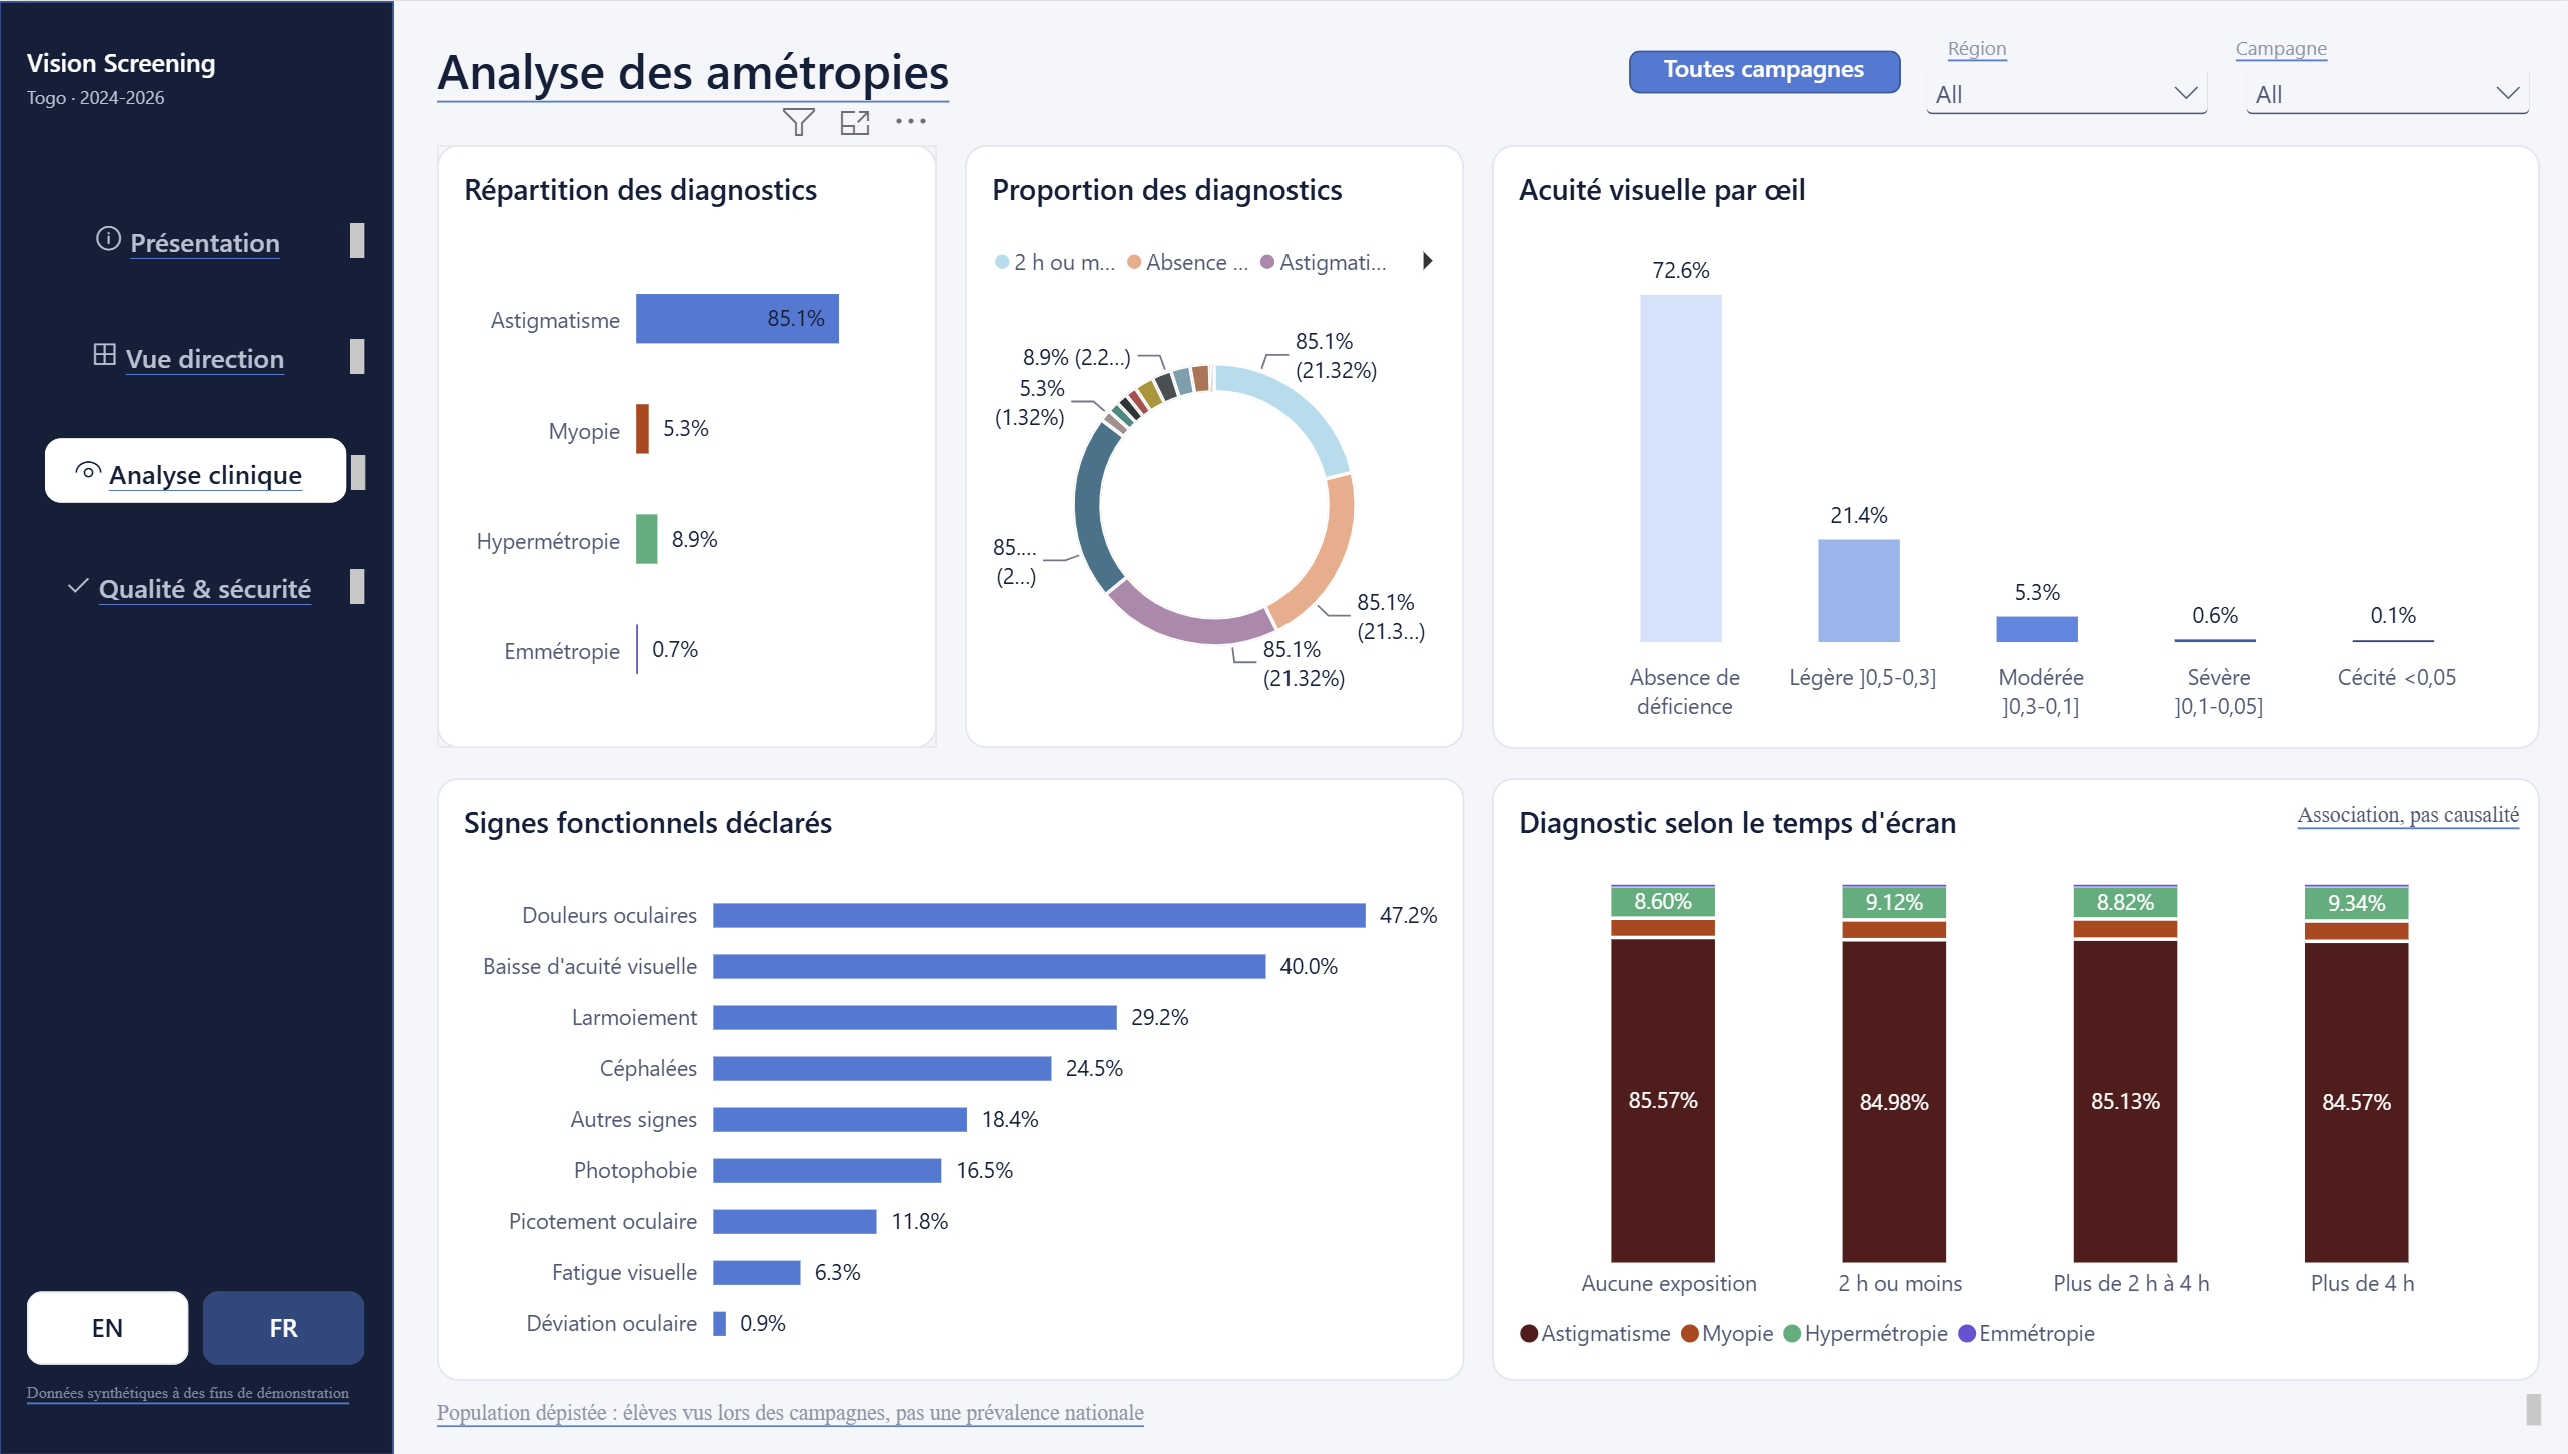 Vision Screening
Togo · 2024-2026
Présentation
Vue direction
Analyse clinique
Qualité & sécurité
EN
FR
Données synthétiques à des fins de démonstration
Analyse des amétropies
Toutes campagnes
Région
All
Campagne
All
Répartition des diagnostics
Astigmatisme
85.1%
Myopie
5.3%
Hypermétropie
8.9%
Emmétropie
0.7%
Proportion des diagnostics
2 h ou m...
Absence ...
Astigmati...
85.1%
(21.32%)
8.9% (2.2...)
5.3%
(1.32%)
85....
(2...)
85.1%
(21.3...)
85.1%
(21.32%)
Acuité visuelle par œil
72.6%
21.4%
5.3%
0.6%
0.1%
Absence de
déficience
Légère ]0,5-0,3]
Modérée
]0,3-0,1]
Sévère
]0,1-0,05]
Cécité <0,05
Signes fonctionnels déclarés
Douleurs oculaires
47.2%
Baisse d'acuité visuelle
40.0%
Larmoiement
29.2%
Céphalées
24.5%
Autres signes
18.4%
Photophobie
16.5%
Picotement oculaire
11.8%
Fatigue visuelle
6.3%
Déviation oculaire
0.9%
Diagnostic selon le temps d'écran
Association, pas causalité
8.60%
9.12%
8.82%
9.34%
85.57%
84.98%
85.13%
84.57%
Aucune exposition
2 h ou moins
Plus de 2 h à 4 h
Plus de 4 h
Astigmatisme
Myopie
Hypermétropie
Emmétropie
Population dépistée : élèves vus lors des campagnes, pas une prévalence nationale